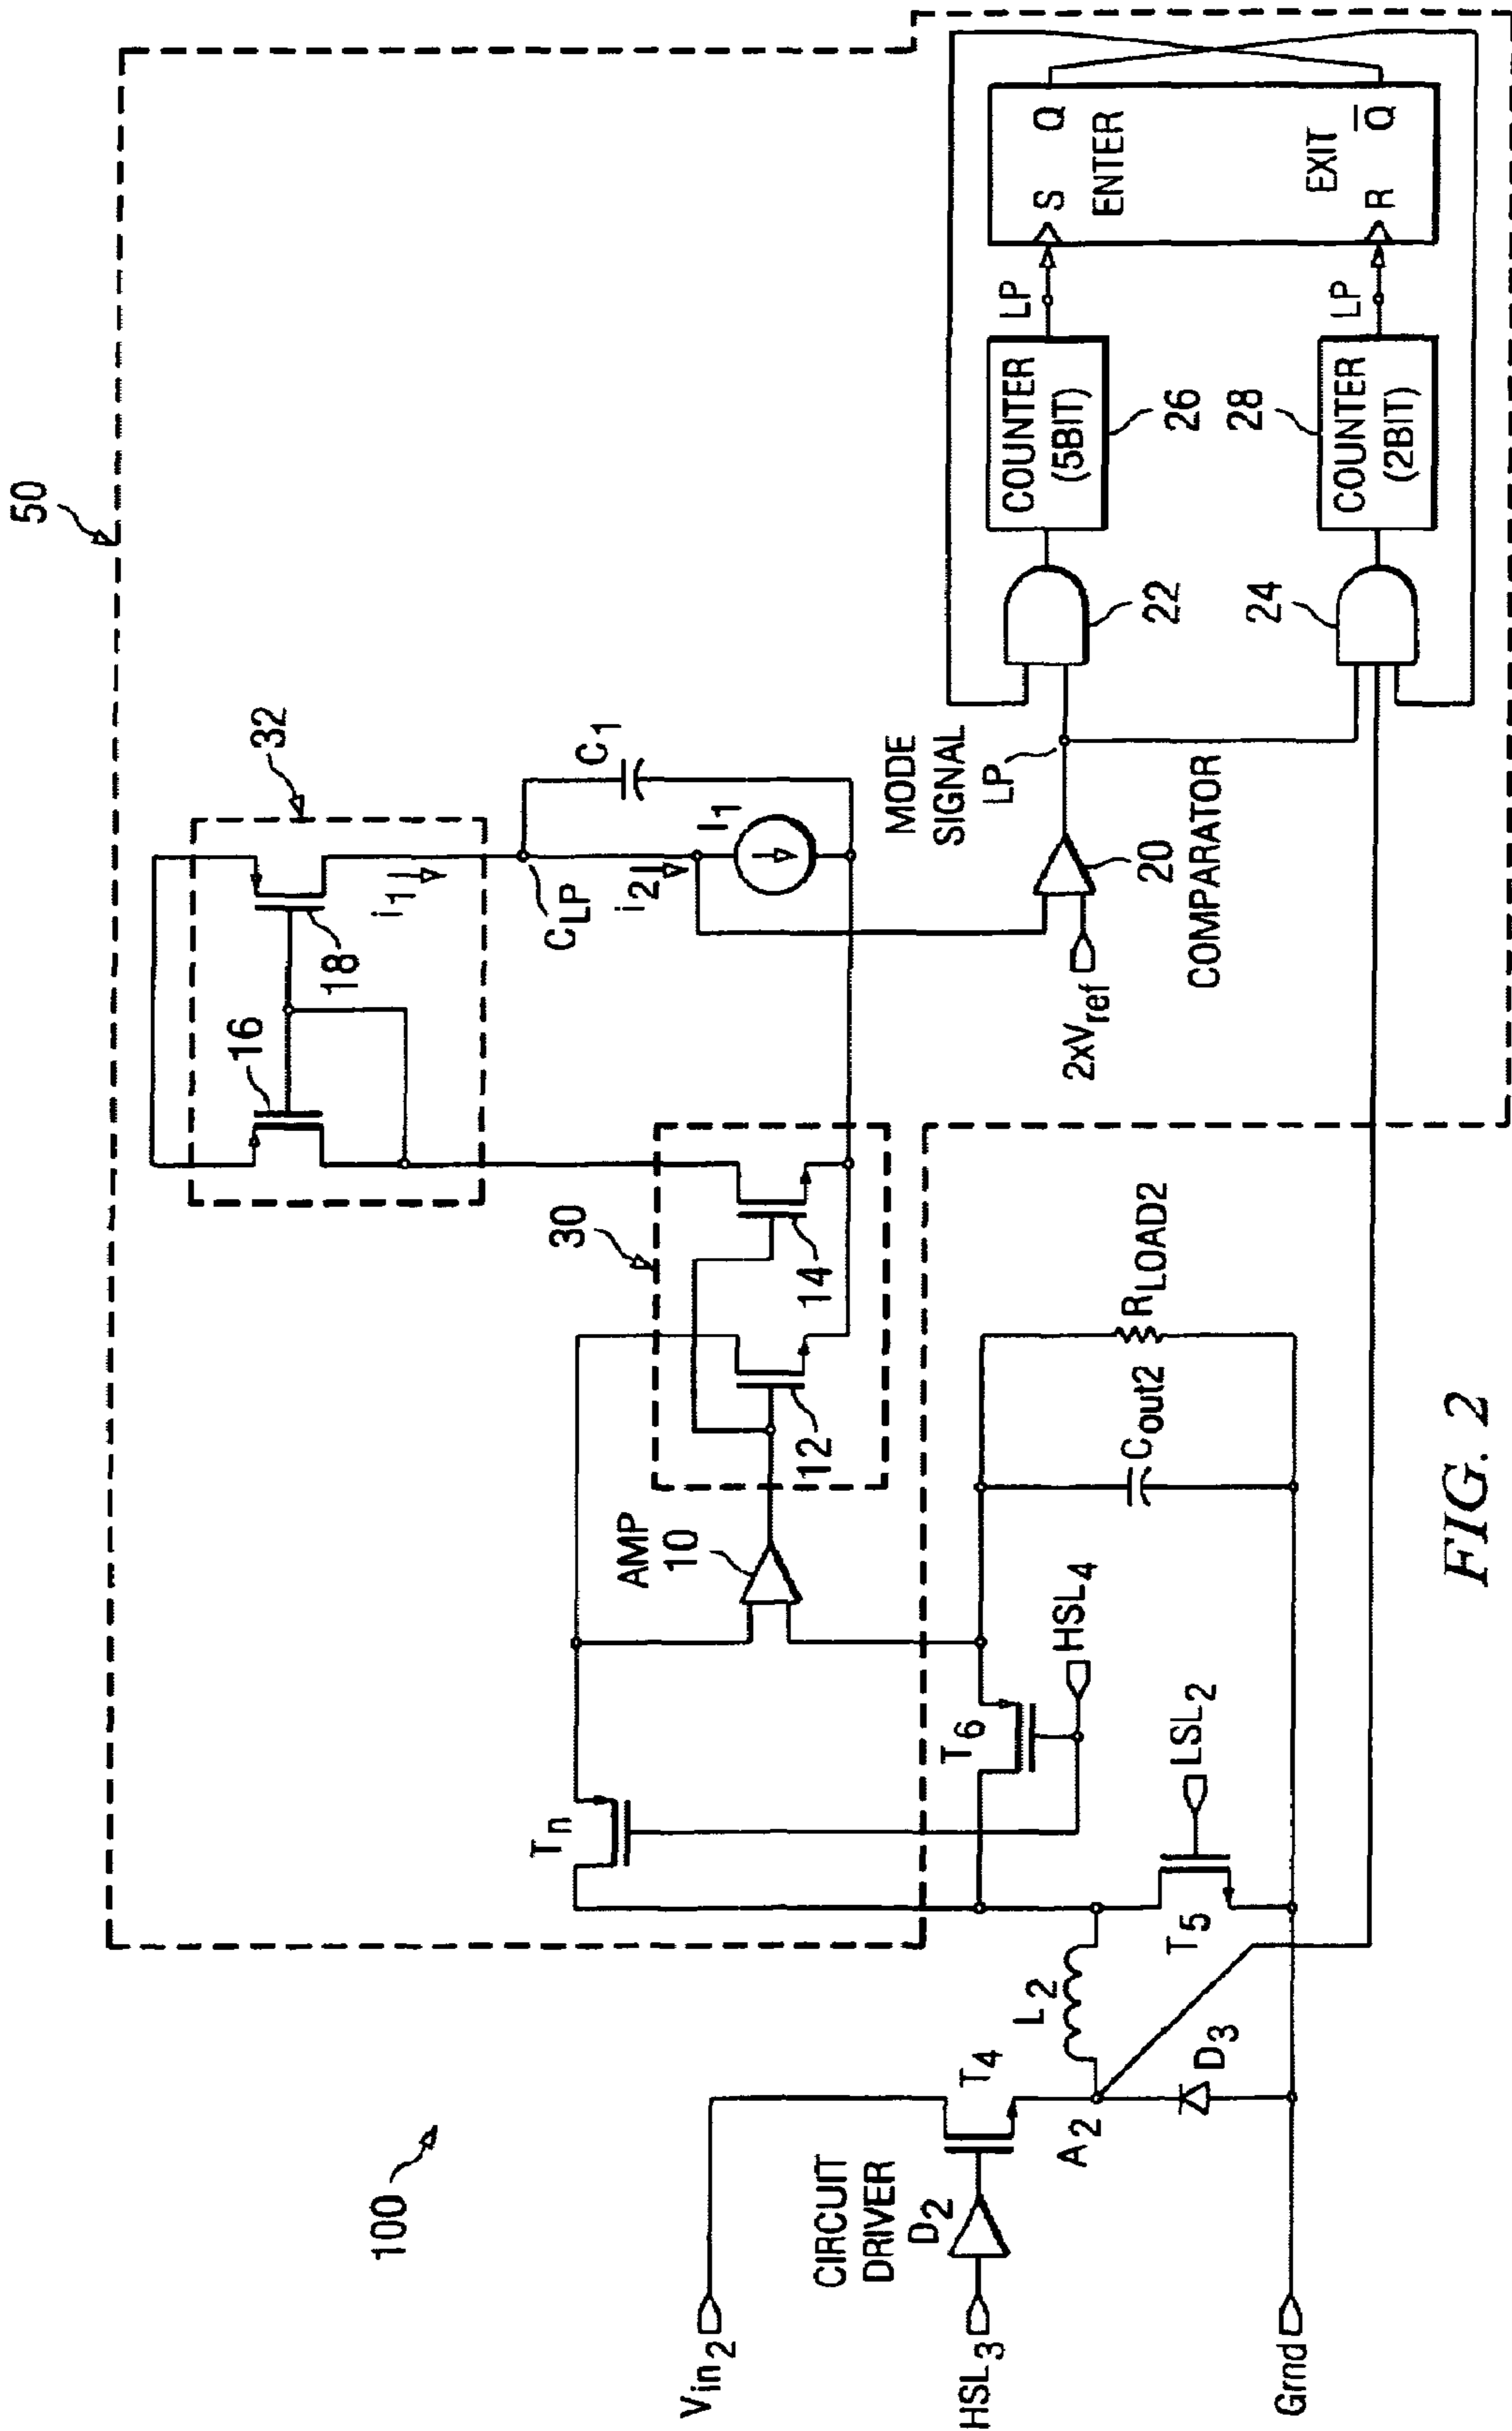 50
32
16
18
i1
CLP
C1
i2
I1
30
12
14
AMP
10
MODE
SIGNAL
LP
2xVref
20
COMPARATOR
22
24
COUNTER
(5BIT)
26
COUNTER
(2BIT)
28
LP
LP
S
Q
ENTER
EXIT
R
Q̅
100
Vin2
CIRCUIT
DRIVER
D2
HSL3
T4
A2
L2
D3
Grnd
Tn
T6
HSL4
T5
LSL2
Cout2
RLOAD2
FIG. 2